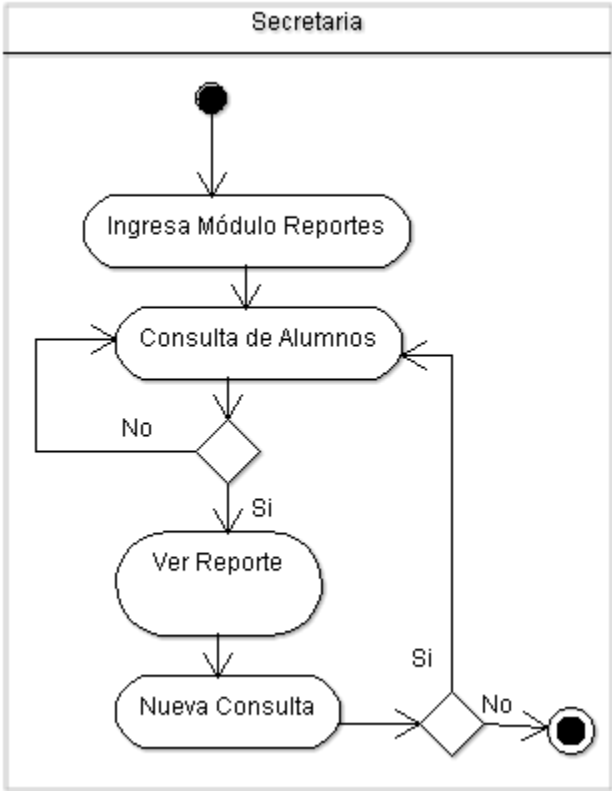 Secretaria
Ingresa Módulo Reportes
Consulta de Alumnos
No
Si
Ver Reporte
Si
Nueva Consulta
No